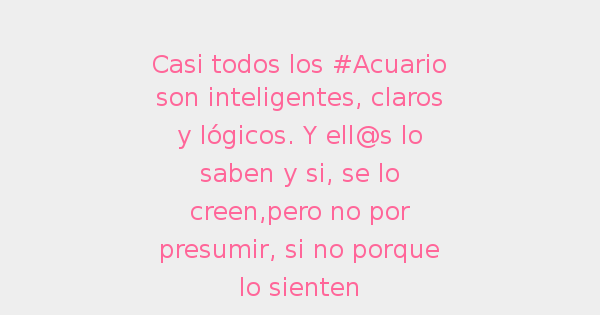 Casi todos los #Acuario
son inteligentes, claros
y lógicos. Y ell@s lo
saben y si, se lo
creen,pero no por
presumir, si no porque
lo sienten